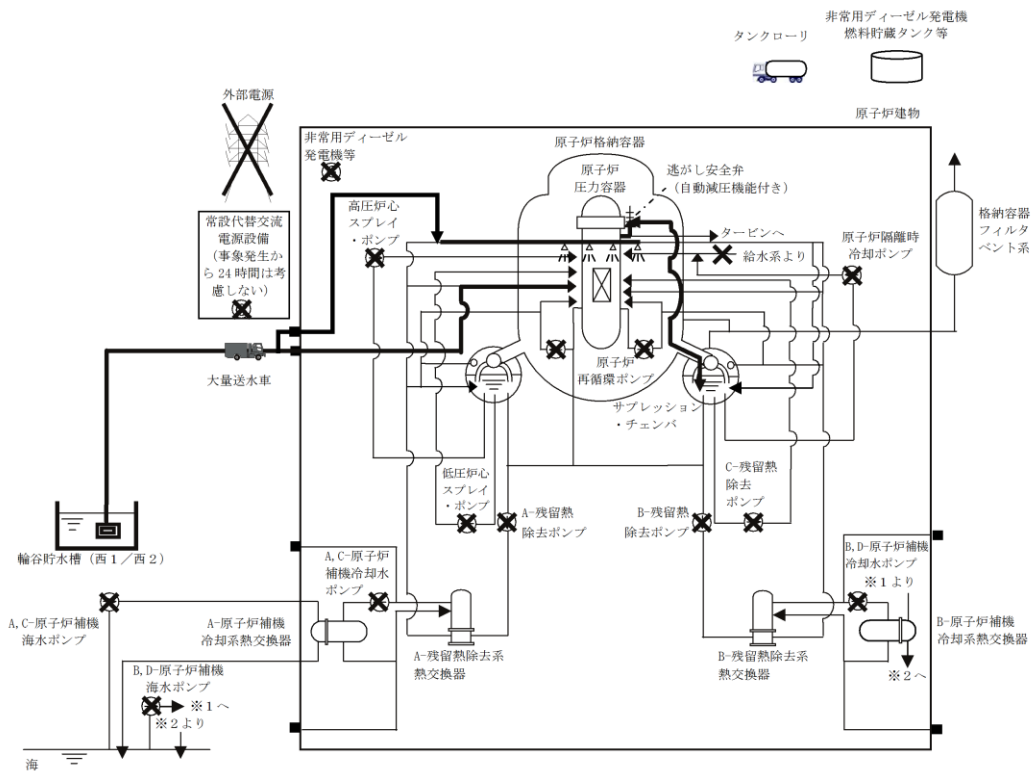 非常用ディーゼル発電機
燃料貯蔵タンク等
タンクローリ
外部電源
原子炉建物
非常用ディーゼル
発電機等
原子炉格納容器
原子炉
圧力容器
逃がし安全弁
（自動減圧機能付き）
格納容器
フィルタ
ベント系
常設代替交流
電源設備
（事象発生か
ら24時間は考
慮しない）
高圧炉心
スプレイ
・ポンプ
タービンへ
給水系より
原子炉隔離時
冷却ポンプ
大量送水車
原子炉
再循環ポンプ
サプレッション
・チェンバ
低圧炉心
スプレイ
・ポンプ
A-残留熱
除去ポンプ
B-残留熱
除去ポンプ
C-残留熱
除去
ポンプ
輪谷貯水槽（西1／西2）
A,C-原子炉
補機冷却水
ポンプ
B,D-原子炉補機
冷却水ポンプ
※1より
A,C-原子炉補機
海水ポンプ
A-原子炉補機
冷却系熱交換器
B-原子炉補機
冷却系熱交換器
A-残留熱除去系
熱交換器
B-残留熱除去系
熱交換器
※2へ
B,D-原子炉補機
海水ポンプ
※1へ
※2より
海